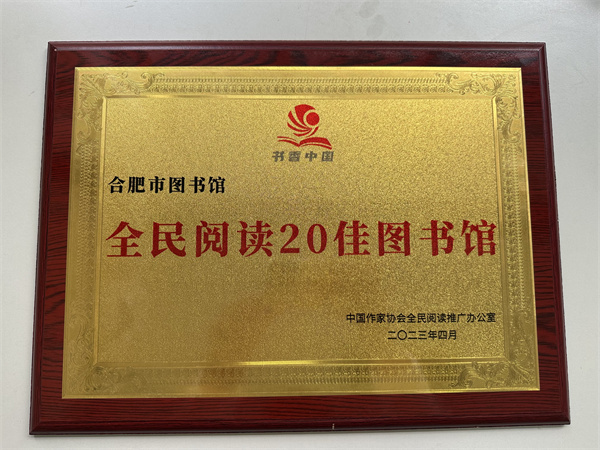 书香中国
合肥市图书馆
全民阅读20佳图书馆
中国作家协会全民阅读推广办公室
二〇二三年四月